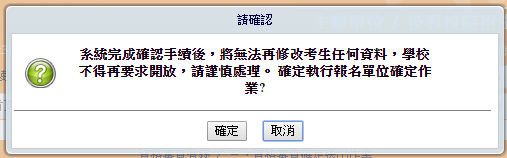 請確認
系統完成確認手續後，將無法再修改考生任何資料，學校
不得再要求開放，請謹慎處理。確定執行報名單位確定作
業?
確定
取消